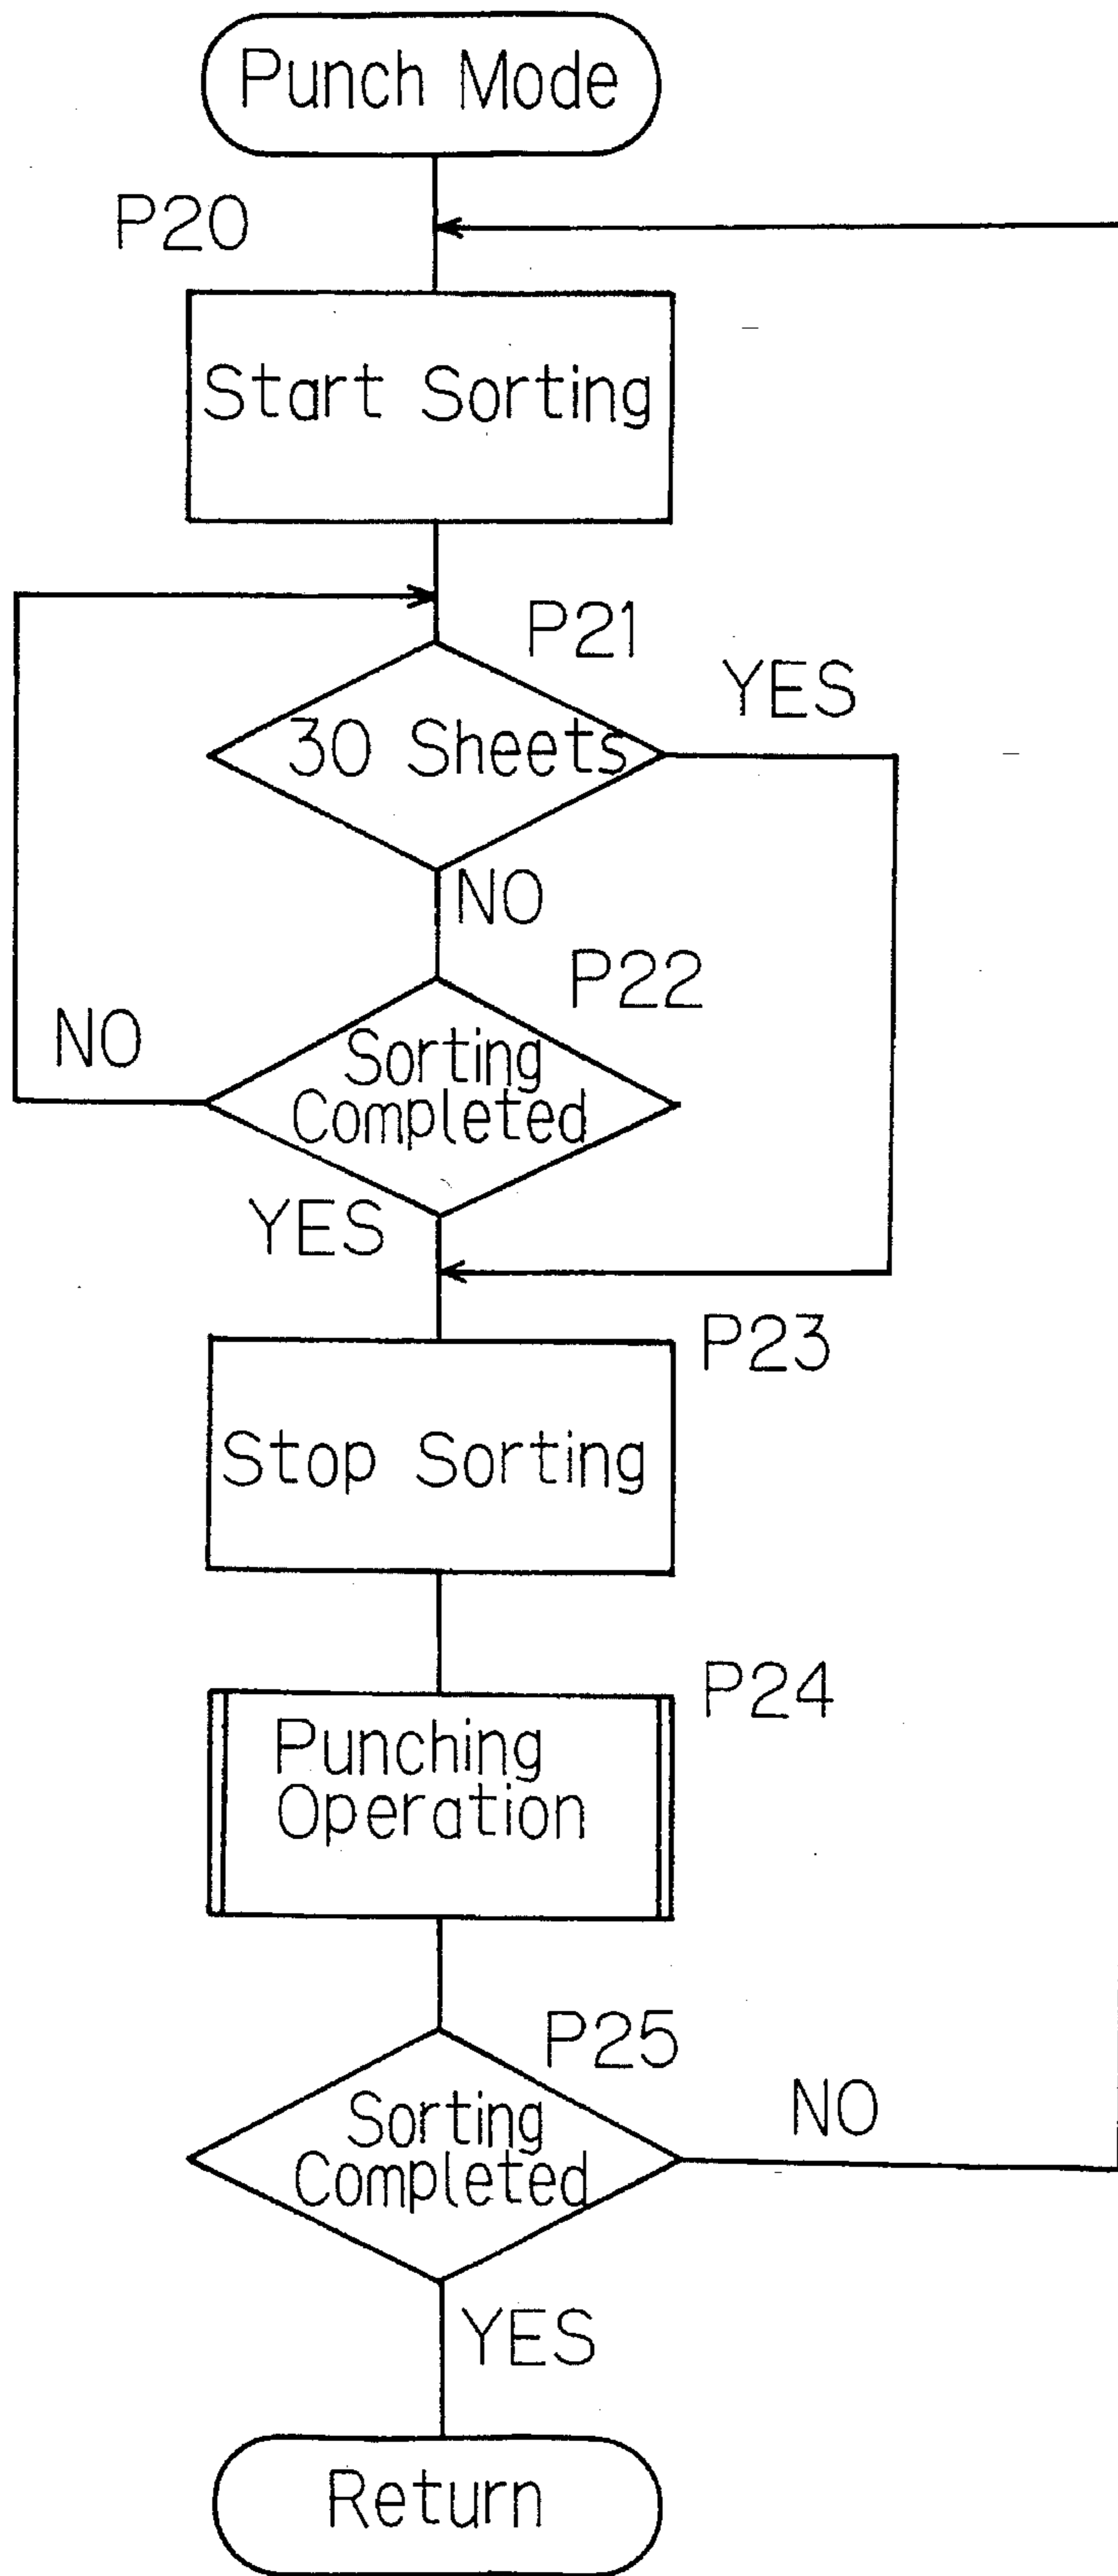 Punch Mode
P20
Start Sorting
P21
30 Sheets
YES
NO
P22
Sorting
Completed
NO
YES
P23
Stop Sorting
P24
Punching
Operation
P25
Sorting
Completed
NO
YES
Return